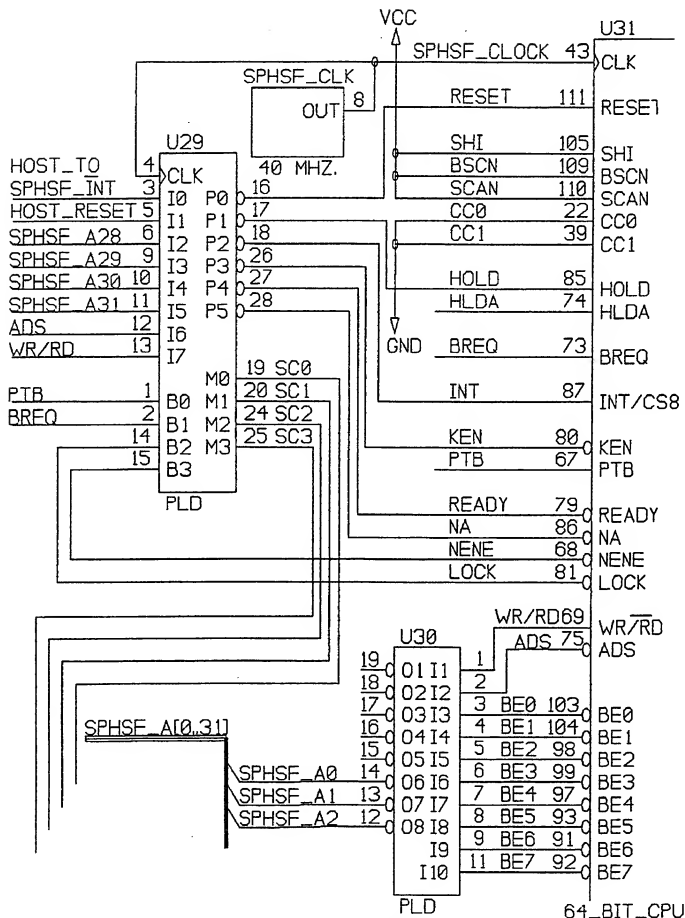 VCC
U31
SPHSF_CLOCK 43 CLK
SPHSF_CLK
OUT 8
40 MHZ.
RESET 111 RESET
U29
SHI 105 SHI
BSCN 109 BSCN
SCAN 110 SCAN
CC0 22 CC0
CC1 39 CC1
HOST_TO 4 CLK
SPHSF_INT 3 I0 P0 16
HOST_RESET 5 I1 P1 17
SPHSF_A28 6 I2 P2 18
SPHSF_A29 9 I3 P3 26
SPHSF_A30 10 I4 P4 27
SPHSF_A31 11 I5 P5 28
ADS 12 I6
WR/RD 13 I7
HOLD 85 HOLD
HLDA 74 HLDA
GND
BREQ 73 BREQ
M0 19 SC0
PTB 1 B0 M1 20 SC1
BREQ 2 B1 M2 24 SC2
14 B2 M3 25 SC3
15 B3
PLD
INT 87 INT/CS8
KEN 80 KEN
PTB 67 PTB
READY 79 READY
NA 86 NA
NENE 68 NENE
LOCK 81 LOCK
WR/RD 69 WR/RD
ADS 75 ADS
U30
19 O1 I1 1
18 O2 I2 2
17 O3 I3 3 BE0 103 BE0
16 O4 I4 4 BE1 104 BE1
15 O5 I5 5 BE2 98 BE2
SPHSF_A[0..31]
SPHSF_A0 14 O6 I6 6 BE3 99 BE3
SPHSF_A1 13 O7 I7 7 BE4 97 BE4
SPHSF_A2 12 O8 I8 8 BE5 93 BE5
I9 9 BE6 91 BE6
I10 11 BE7 92 BE7
PLD
64_BIT_CPU